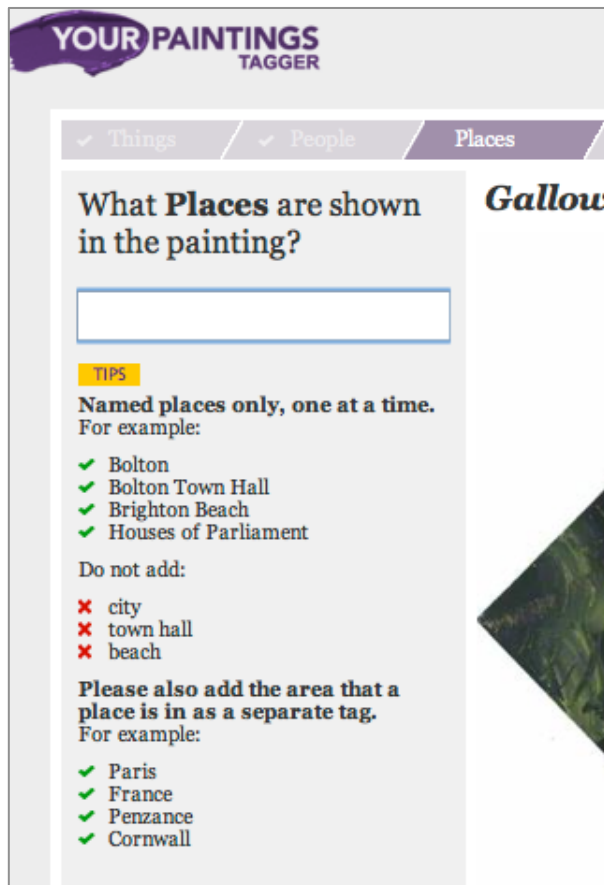 YOUR PAINTINGS
TAGGER
Things
People
Places
What Places are shown
in the painting?
TIPS
Named places only, one at a time.
For example:
Bolton
Bolton Town Hall
Brighton Beach
Houses of Parliament
Do not add:
city
town hall
beach
Please also add the area that a
place is in as a separate tag.
For example:
Paris
France
Penzance
Cornwall